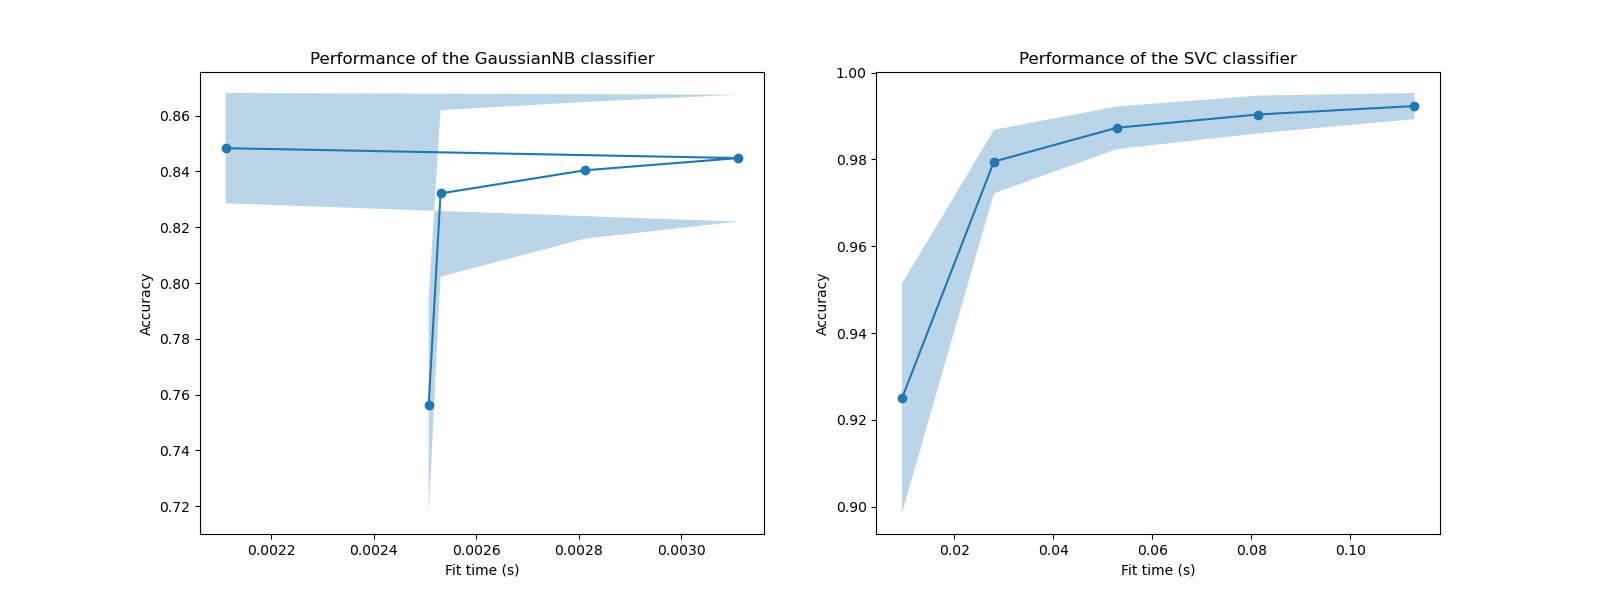 Performance of the GaussianNB classifier
Accuracy
0.86
0.84
0.82
0.80
0.78
0.76
0.74
0.72
0.0022 0.0024 0.0026 0.0028 0.0030
Fit time (s)
Performance of the SVC classifier
Accuracy
1.00
0.98
0.96
0.94
0.92
0.90
0.02 0.04 0.06 0.08 0.10
Fit time (s)